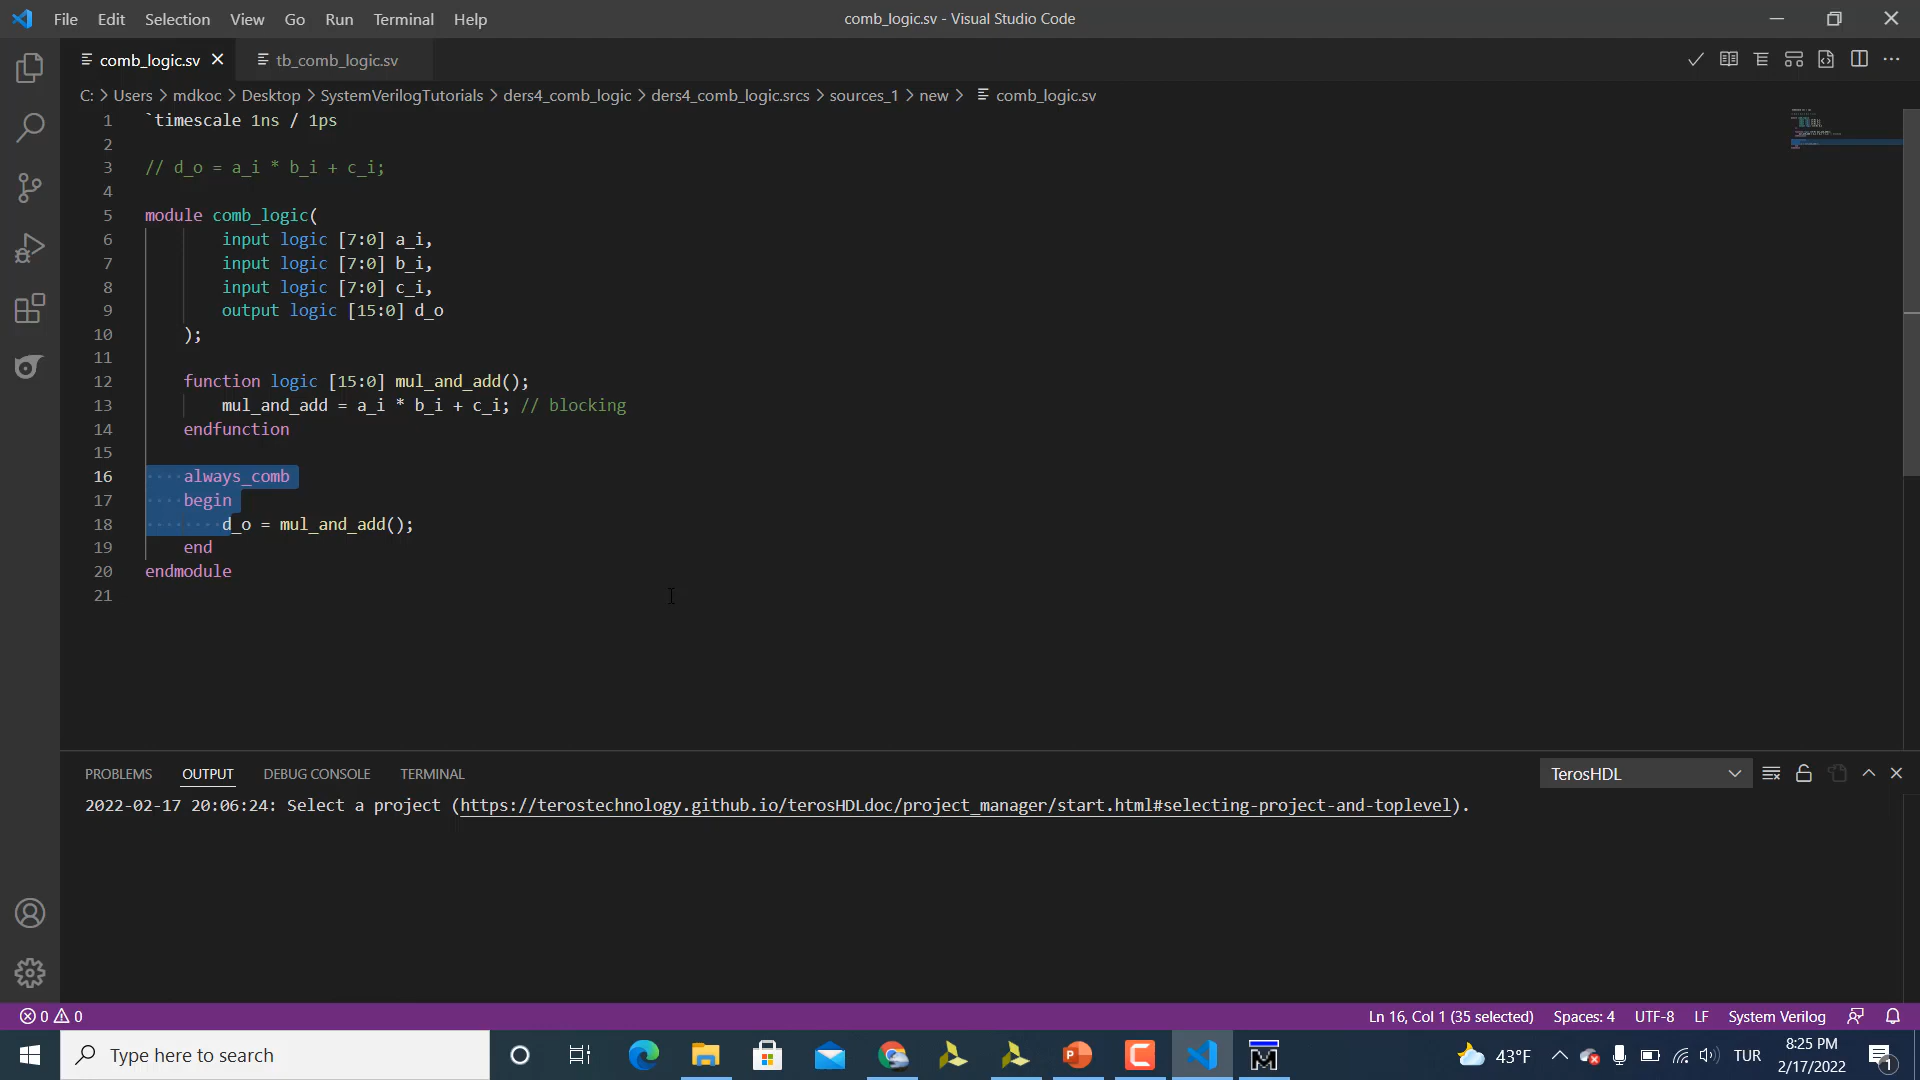 File Edit Selection View Go Run Terminal Help
comb_logic.sv - Visual Studio Code
comb_logic.sv
tb_comb_logic.sv
C: > Users > mdkoc > Desktop > SystemVerilogTutorials > ders4_comb_logic > ders4_comb_logic.srcs > sources_1 > new > comb_logic.sv
1 `timescale 1ns / 1ps
2
3 // d_o = a_i * b_i + c_i;
4
5 module comb_logic(
6 input logic [7:0] a_i,
7 input logic [7:0] b_i,
8 input logic [7:0] c_i,
9 output logic [15:0] d_o
10 );
11
12 function logic [15:0] mul_and_add();
13 mul_and_add = a_i * b_i + c_i; // blocking
14 endfunction
15
16 always_comb
17 begin
18 d_o = mul_and_add();
19 end
20 endmodule
21
PROBLEMS OUTPUT DEBUG CONSOLE TERMINAL
TerosHDL
2022-02-17 20:06:24: Select a project (https://terostechnology.github.io/terosHDLdoc/project_manager/start.html#selecting-project-and-toplevel).
0 0
Ln 16, Col 1 (35 selected) Spaces: 4 UTF-8 LF System Verilog
Type here to search
43°F
TUR
8:25 PM
2/17/2022
1